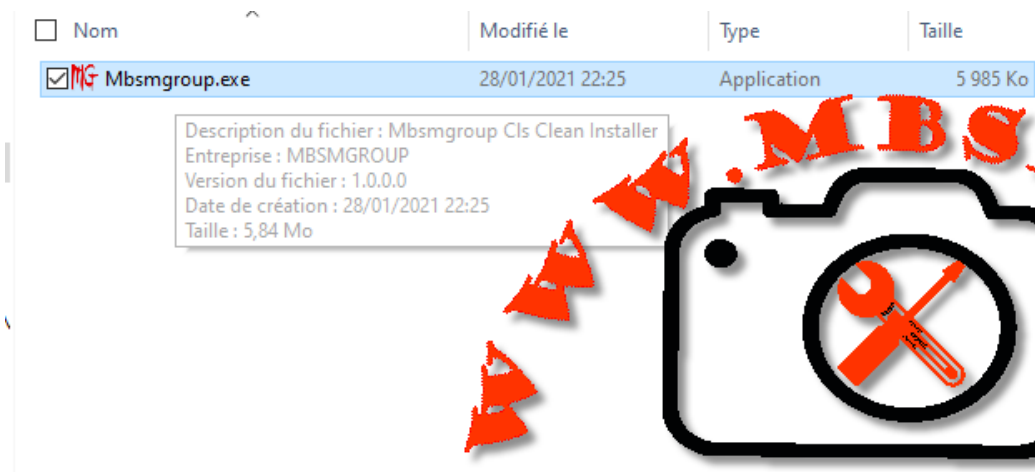 Nom Modifié le Type Taille
MG Mbsmgroup.exe 28/01/2021 22:25 Application 5 985 Ko
Description du fichier : Mbsmgroup Cls Clean Installer
Entreprise : MBSMGROUP
Version du fichier : 1.0.0.0
Date de création : 28/01/2021 22:25
Taille : 5,84 Mo
WWW.MBS